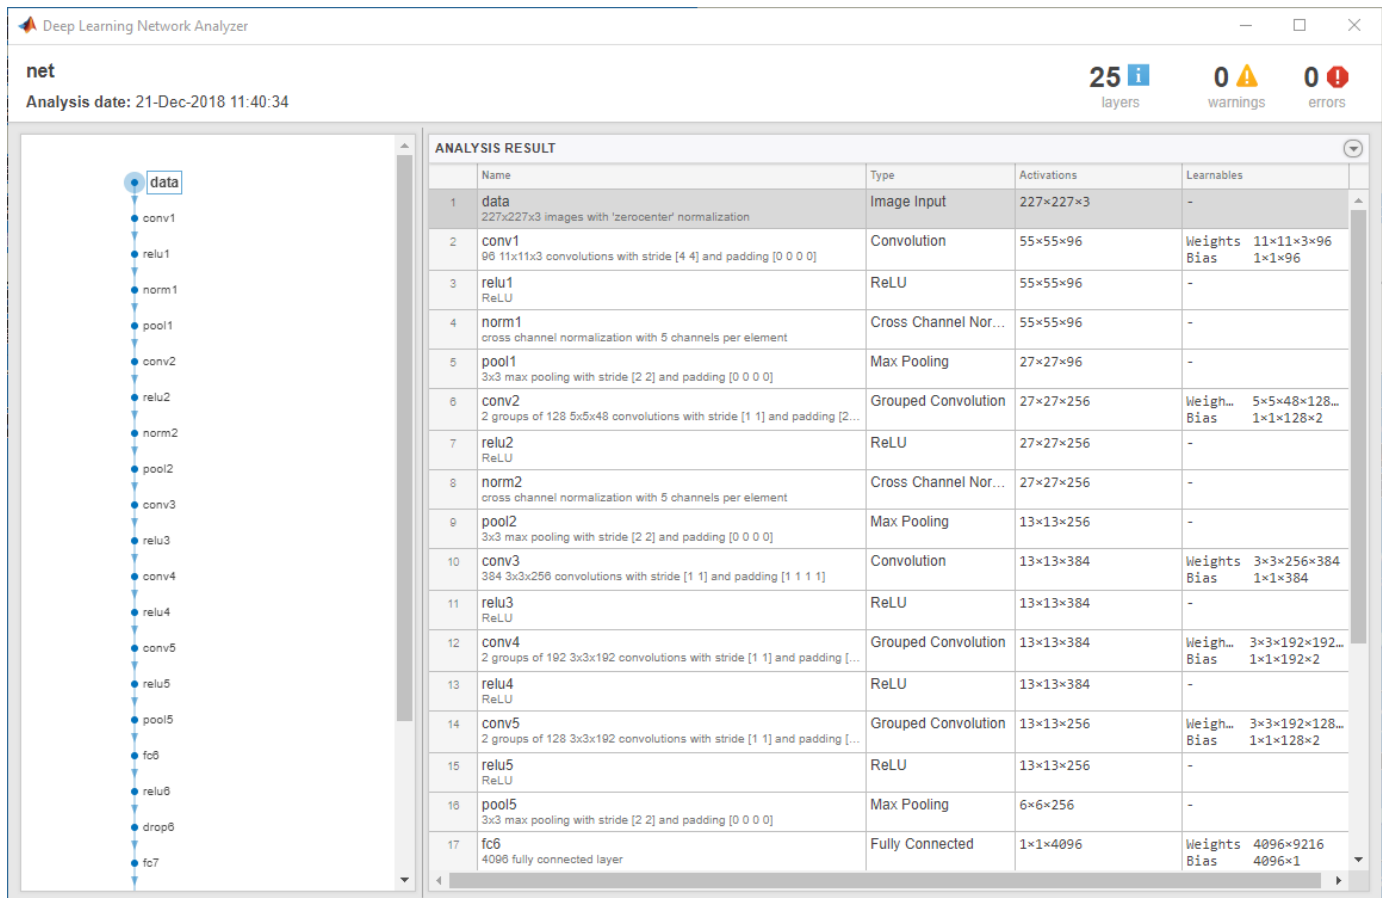 Deep Learning Network Analyzer
net
Analysis date: 21-Dec-2018 11:40:34
25 i
layers
0
warnings
0
errors
data
conv1
relu1
norm1
pool1
conv2
relu2
norm2
pool2
conv3
relu3
conv4
relu4
conv5
relu5
pool5
fc6
relu6
drop6
fc7
ANALYSIS RESULT
Name Type Activations Learnables
1 data Image Input 227×227×3 -
227x227x3 images with 'zerocenter' normalization
2 conv1 Convolution 55×55×96 Weights 11×11×3×96
96 11x11x3 convolutions with stride [4 4] and padding [0 0 0 0] Bias 1×1×96
3 relu1 ReLU 55×55×96 -
ReLU
4 norm1 Cross Channel Nor... 55×55×96 -
cross channel normalization with 5 channels per element
5 pool1 Max Pooling 27×27×96 -
3x3 max pooling with stride [2 2] and padding [0 0 0 0]
6 conv2 Grouped Convolution 27×27×256 Weigh... 5×5×48×128...
2 groups of 128 5x5x48 convolutions with stride [1 1] and padding [2... Bias 1×1×128×2
7 relu2 ReLU 27×27×256 -
ReLU
8 norm2 Cross Channel Nor... 27×27×256 -
cross channel normalization with 5 channels per element
9 pool2 Max Pooling 13×13×256 -
3x3 max pooling with stride [2 2] and padding [0 0 0 0]
10 conv3 Convolution 13×13×384 Weights 3×3×256×384
384 3x3x256 convolutions with stride [1 1] and padding [1 1 1 1] Bias 1×1×384
11 relu3 ReLU 13×13×384 -
ReLU
12 conv4 Grouped Convolution 13×13×384 Weigh... 3×3×192×192...
2 groups of 192 3x3x192 convolutions with stride [1 1] and padding [... Bias 1×1×192×2
13 relu4 ReLU 13×13×384 -
ReLU
14 conv5 Grouped Convolution 13×13×256 Weigh... 3×3×192×128...
2 groups of 128 3x3x192 convolutions with stride [1 1] and padding [... Bias 1×1×128×2
15 relu5 ReLU 13×13×256 -
ReLU
16 pool5 Max Pooling 6×6×256 -
3x3 max pooling with stride [2 2] and padding [0 0 0 0]
17 fc6 Fully Connected 1×1×4096 Weights 4096×9216
4096 fully connected layer Bias 4096×1